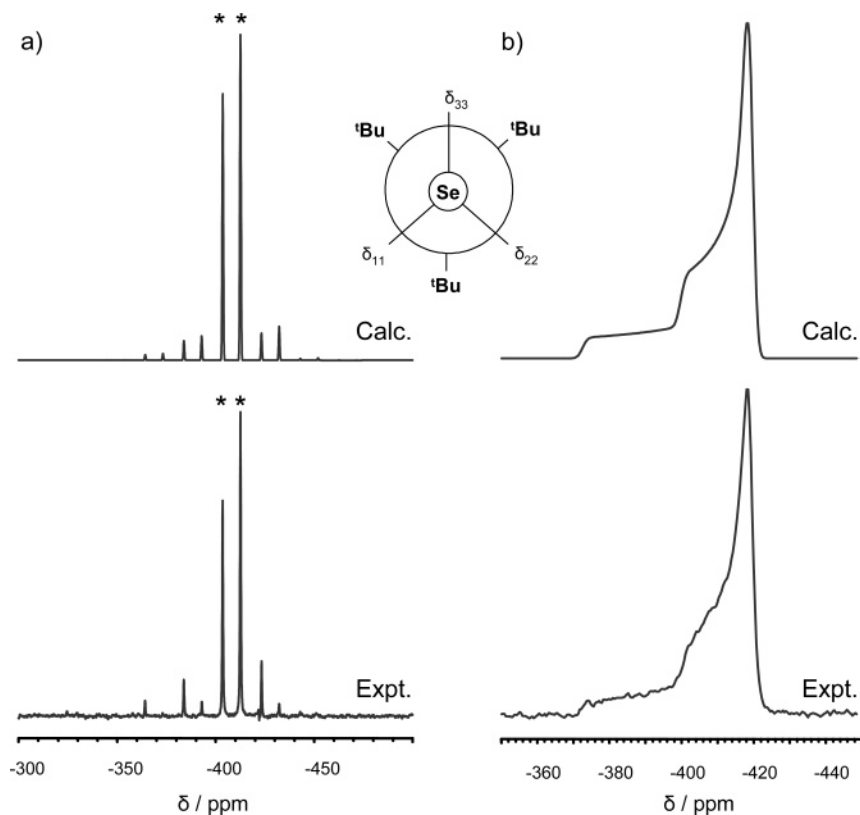 a)
* *
Calc.
* *
Expt.
-300 -350 -400 -450
δ / ppm
δ₃₃
ᵗBu ᵗBu
Se
δ₁₁ δ₂₂
ᵗBu
b)
Calc.
Expt.
-360 -380 -400 -420 -440
δ / ppm